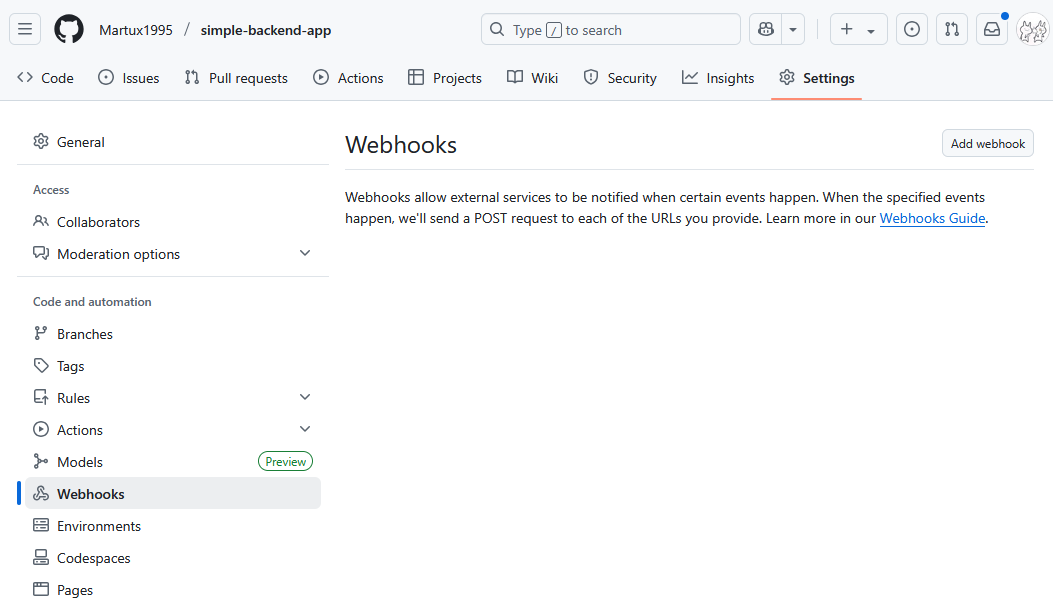 Martux1995 / simple-backend-app
Type / to search
Code
Issues
Pull requests
Actions
Projects
Wiki
Security
Insights
Settings
General
Access
Collaborators
Moderation options
Code and automation
Branches
Tags
Rules
Actions
Models
Preview
Webhooks
Environments
Codespaces
Pages
Webhooks
Add webhook
Webhooks allow external services to be notified when certain events happen. When the specified events
happen, we'll send a POST request to each of the URLs you provide. Learn more in our Webhooks Guide.